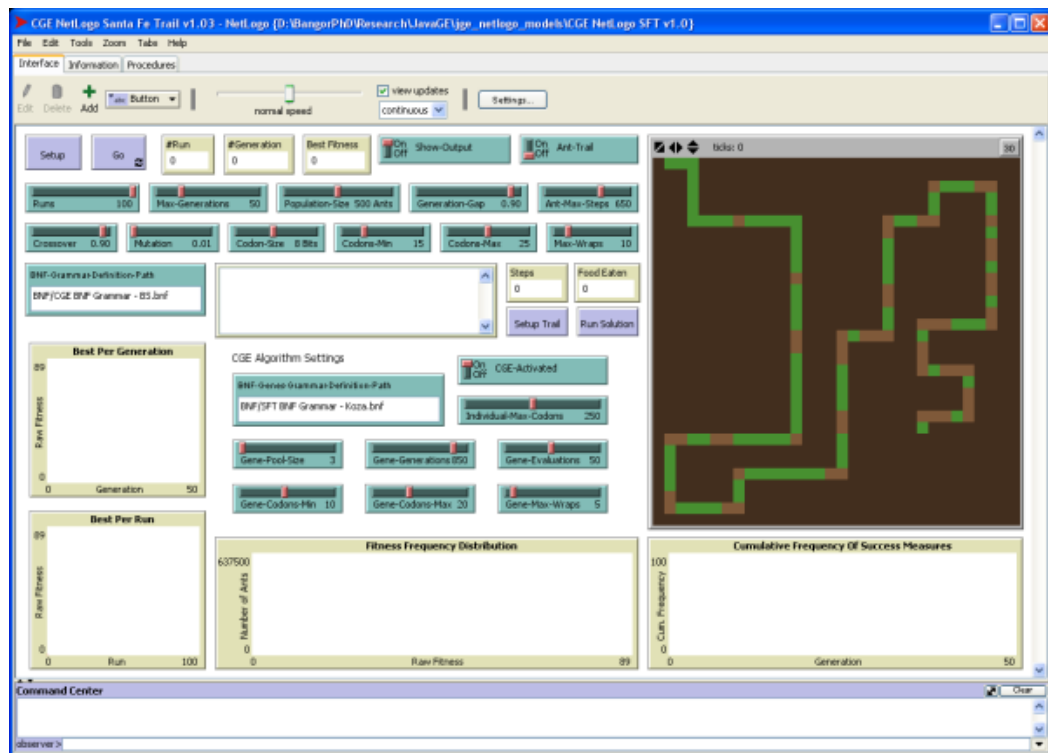 CGE NetLogo Santa Fe Trail v1.03 - NetLogo {D:\BangorPhD\Research\JavaGE\jge_netlogo_models\CGE NetLogo SFT v1.0}
File Edit Tools Zoom Tabs Help
Interface Information Procedures
Edit Delete Add abc Button normal speed view updates continuous Settings...
Setup Go #Run 0 #Generation 0 Best Fitness 0 On Off Show-Output On Off Ant-Trail
ticks: 0 3D
Runs 100 Max-Generations 50 Population-Size 500 Ants Generation-Gap 0.90 Ant-Max-Steps 650
Crossover 0.90 Mutation 0.01 Codon-Size 8 Bits Codons-Min 15 Codons-Max 25 Max-Wraps 10
BNF-Grammar-Definition-Path
BNF/CGE BNF Grammar - BS.bnf
Steps 0 Food Eaten 0
Setup Trail Run Solution
Best Per Generation
89
Raw Fitness
0
0 Generation 50
CGE Algorithm Settings
On Off CGE-Activated
BNF-Genes-Grammar-Definition-Path
BNF/SFT BNF Grammar - Koza.bnf
Individual-Max-Codons 250
Gene-Pool-Size 3 Gene-Generations 850 Gene-Evaluations 50
Gene-Codons-Min 10 Gene-Codons-Max 20 Gene-Max-Wraps 5
Best Per Run
89
Raw Fitness
0
0 Run 100
Fitness Frequency Distribution
637500
Number of Ants
0
0 Raw Fitness 89
Cumulative Frequency Of Success Measures
100
Cum. Frequency
0
0 Generation 50
Command Center Clear
observer>